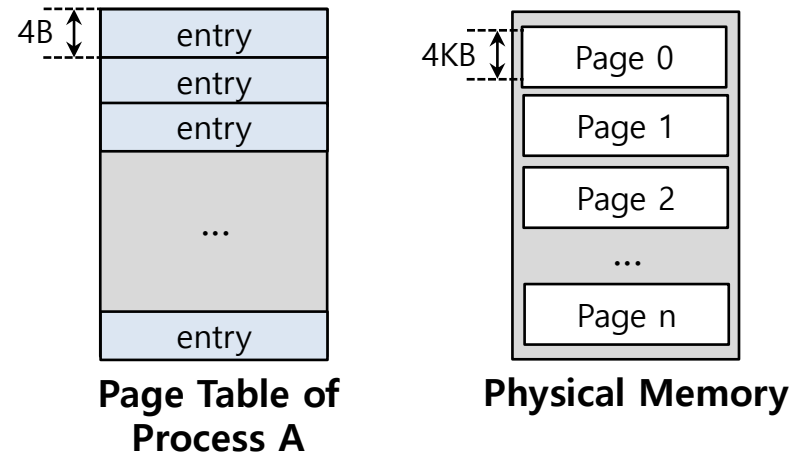 4B
entry
entry
entry
...
entry
Page Table of
Process A
4KB
Page 0
Page 1
Page 2
...
Page n
Physical Memory